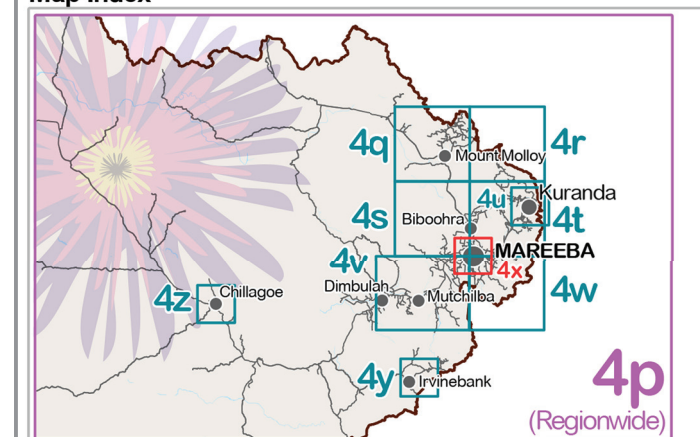 Map Index
4q
Mount Molloy
4r
4u
Kuranda
4s
Biboohra
4t
MAREEBA
4v
4x
Dimbulah
Mutchilba
4w
4z
Chillagoe
4y
Irvinebank
4p
(Regionwide)